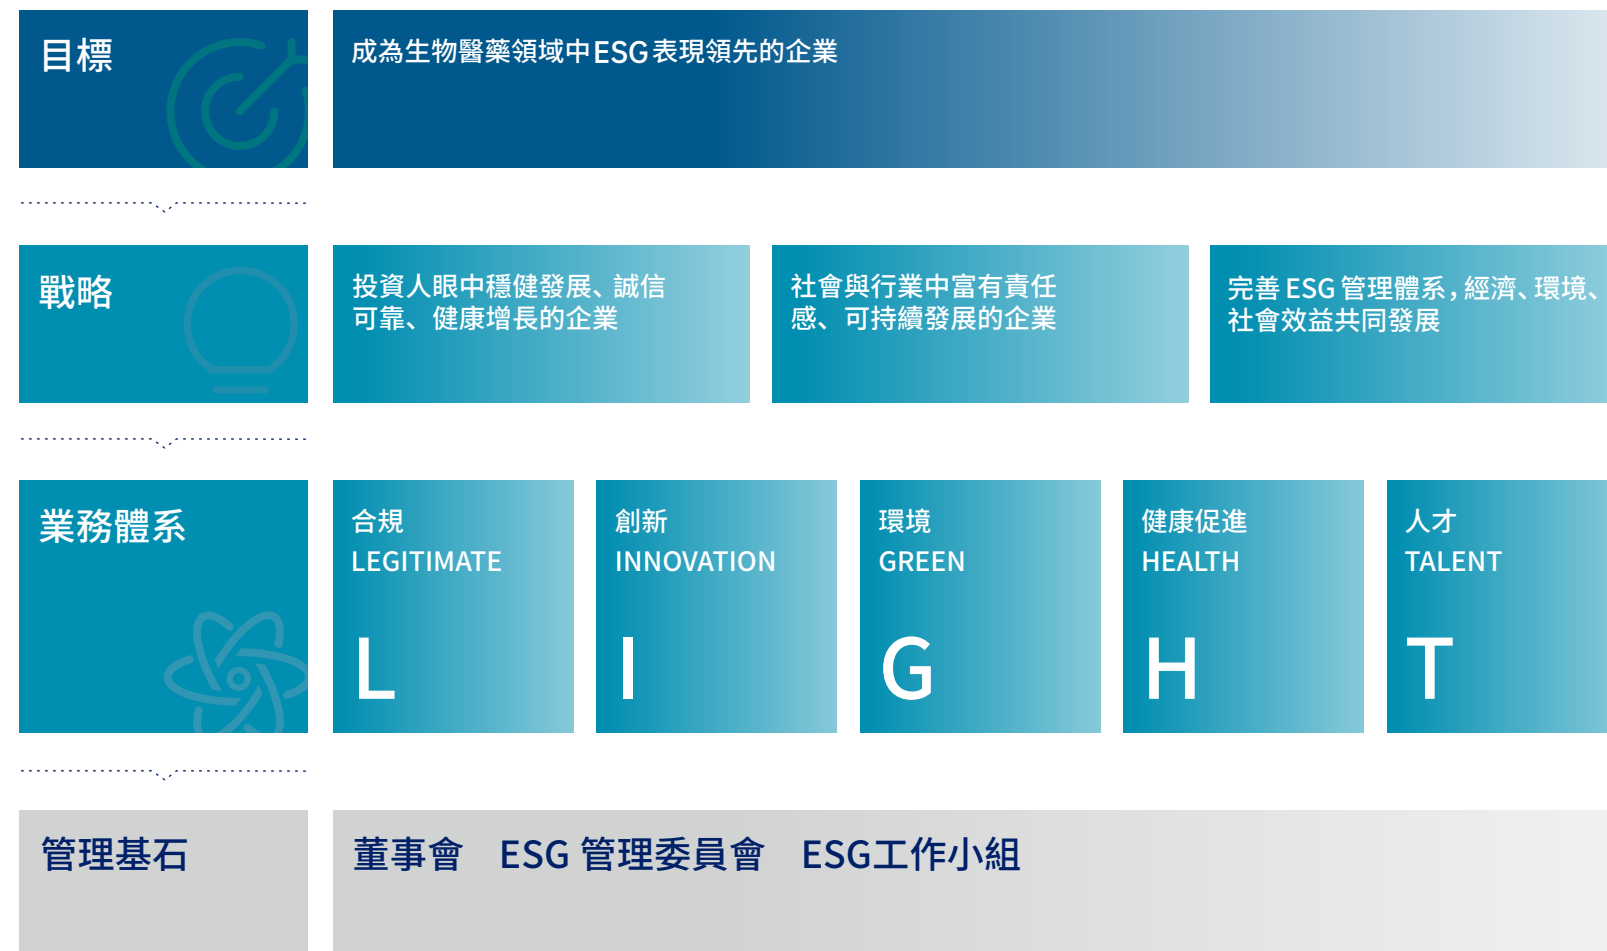 目標
成為生物醫藥領域中ESG表現領先的企業
戰略
投資人眼中穩健發展、誠信
可靠、健康增長的企業
社會與行業中富有責任
感、可持續發展的企業
完善 ESG 管理體系，經濟、環境、
社會效益共同發展
業務體系
合規
LEGITIMATE
L
創新
INNOVATION
I
環境
GREEN
G
健康促進
HEALTH
H
人才
TALENT
T
管理基石
董事會 ESG 管理委員會 ESG工作小組